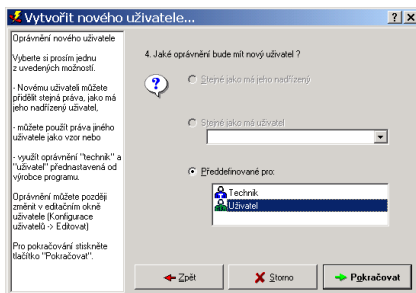 Vytvořit nového uživatele...
Oprávnění nového uživatele
Vyberte si prosím jednu
z uvedených možností.
- Novému uživateli můžete
přidělit stejná práva, jako má
jeho nadřízený uživatel,
- můžete použít práva jiného
uživatele jako vzor nebo
- využít oprávnění "technik" a
"uživatel" přednastavená od
výrobce programu.
Oprávnění můžete později
změnit v editačním okně
uživatele (Konfigurace
uživatelů -> Editovat)
Pro pokračování stiskněte
tlačítko "Pokračovat".
4. Jaké oprávnění bude mít nový uživatel ?
Stejné jako má jeho nadřízený
Stejné jako má uživatel
Předdefinované pro:
Technik
Uživatel
Zpět
Storno
Pokračovat